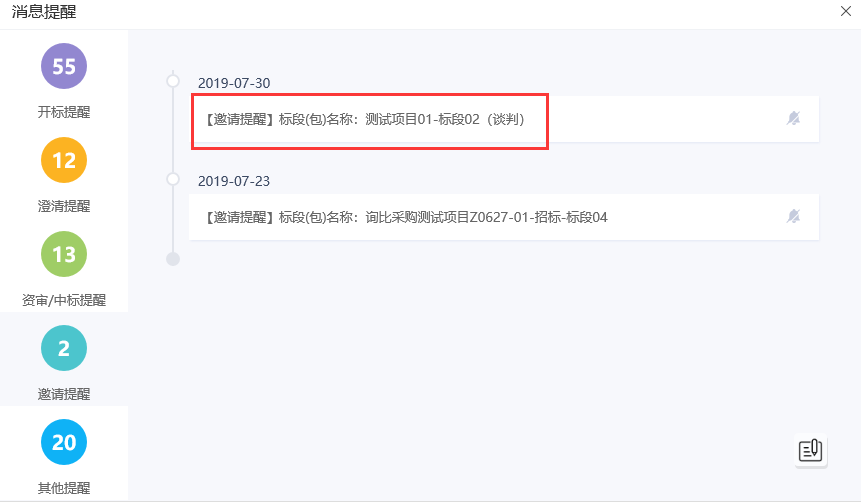 消息提醒
55
开标提醒
12
澄清提醒
13
资审/中标提醒
2
邀请提醒
20
其他提醒
2019-07-30
【邀请提醒】标段(包)名称：测试项目01-标段02（谈判）
2019-07-23
【邀请提醒】标段(包)名称：询比采购测试项目Z0627-01-招标-标段04